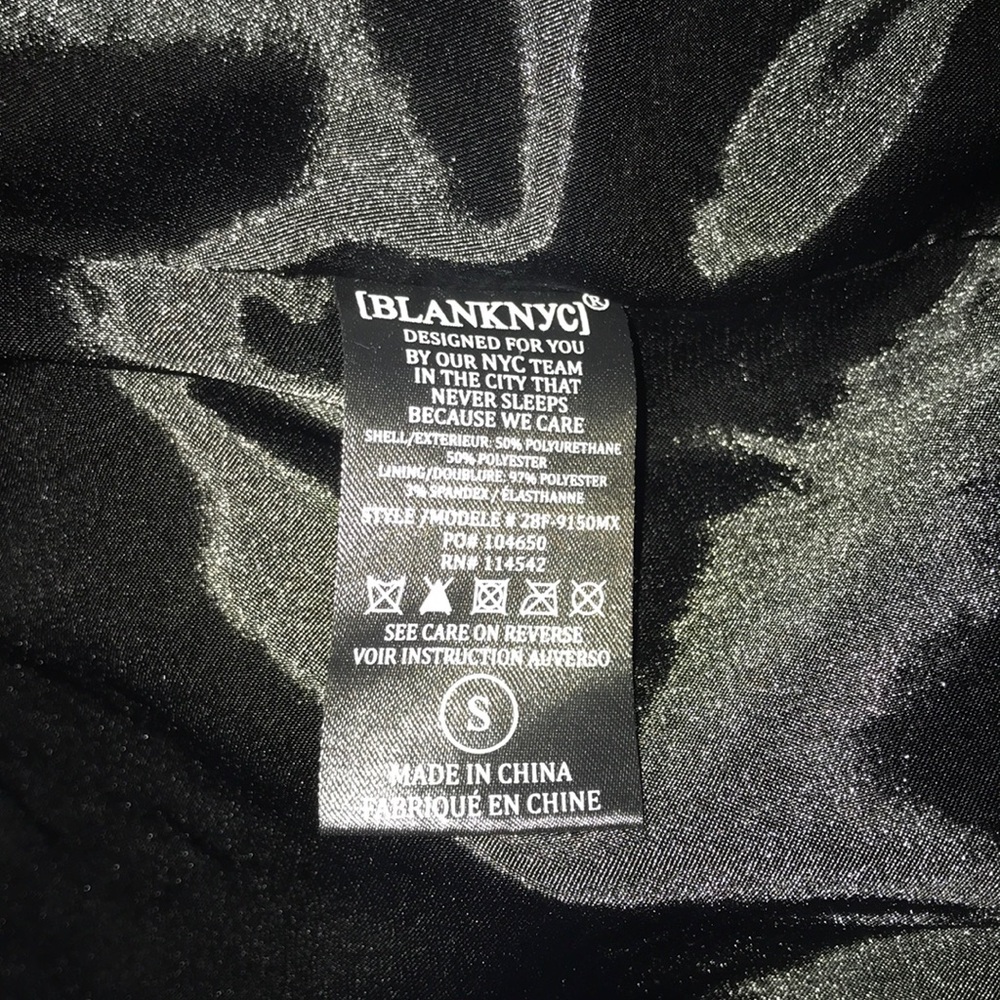 [BLANKNYC]®
DESIGNED FOR YOU
BY OUR NYC TEAM
IN THE CITY THAT
NEVER SLEEPS
BECAUSE WE CARE
SHELL/EXTERIEUR: 50% POLYURETHANE
50% POLYESTER
LINING/DOUBLURE: 97% POLYESTER
3% SPANDEX / ÉLASTHANNE
STYLE /MODELE # 28F-9150MX
PO# 104650
RN# 114542
SEE CARE ON REVERSE
VOIR INSTRUCTION AUVERSO
S
MADE IN CHINA
FABRIQUÉ EN CHINE